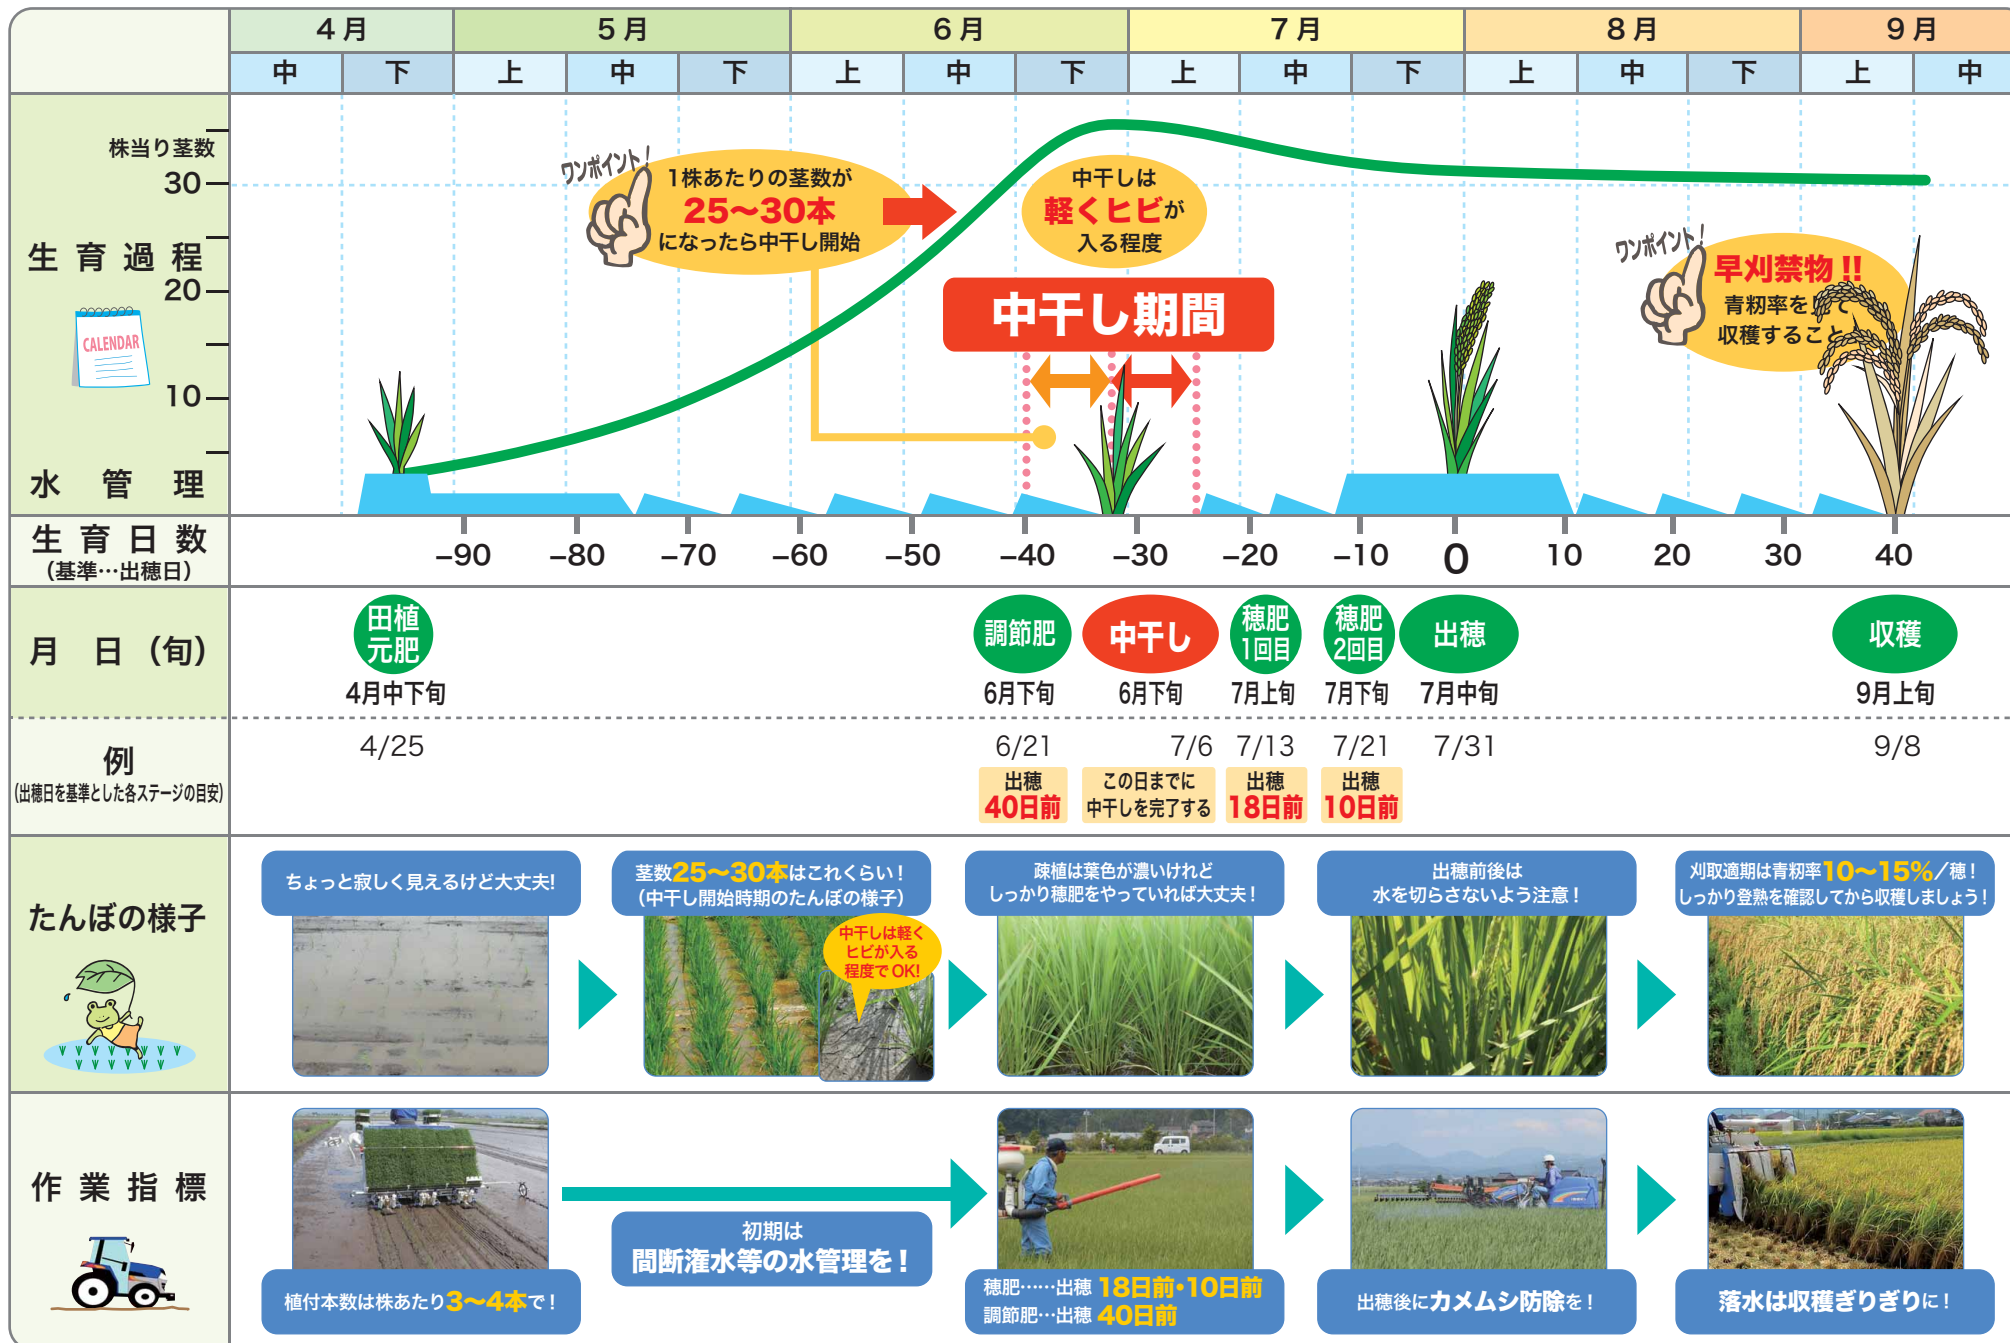 4月 5月 6月 7月 8月 9月
中 下 上 中 下 上 中 下 上 中 下 上 中 下 上 中
株当り茎数
30
20
10
生育過程
CALENDAR
水管理
ワンポイント!
1株あたりの茎数が
25〜30本
になったら中干し開始
中干しは
軽くヒビが
入る程度
中干し期間
ワンポイント!
早刈禁物!!
青籾率を見て
収穫すること
生育日数
(基準…出穂日)
−90 −80 −70 −60 −50 −40 −30 −20 −10 0 10 20 30 40
月 日(旬)
田植
元肥
4月中下旬
調節肥
6月下旬
中干し
6月下旬
穂肥
1回目
7月上旬
穂肥
2回目
7月下旬
出穂
7月中旬
収穫
9月上旬
例
(出穂日を基準とした各ステージの目安)
4/25
6/21
出穂
40日前
7/6
この日までに
中干しを完了する
7/13
出穂
18日前
7/21
出穂
10日前
7/31
9/8
たんぼの様子
ちょっと寂しく見えるけど大丈夫!
茎数25〜30本はこれくらい!
(中干し開始時期のたんぼの様子)
中干しは軽く
ヒビが入る
程度でOK!
疎植は葉色が濃いけれど
しっかり穂肥をやっていれば大丈夫!
出穂前後は
水を切らさないよう注意!
刈取適期は青籾率10〜15%/穂!
しっかり登熟を確認してから収穫しましょう!
作業指標
植付本数は株あたり3〜4本で!
初期は
間断潅水等の水管理を!
穂肥……出穂 18日前・10日前
調節肥…出穂 40日前
出穂後にカメムシ防除を!
落水は収穫ぎりぎりに!